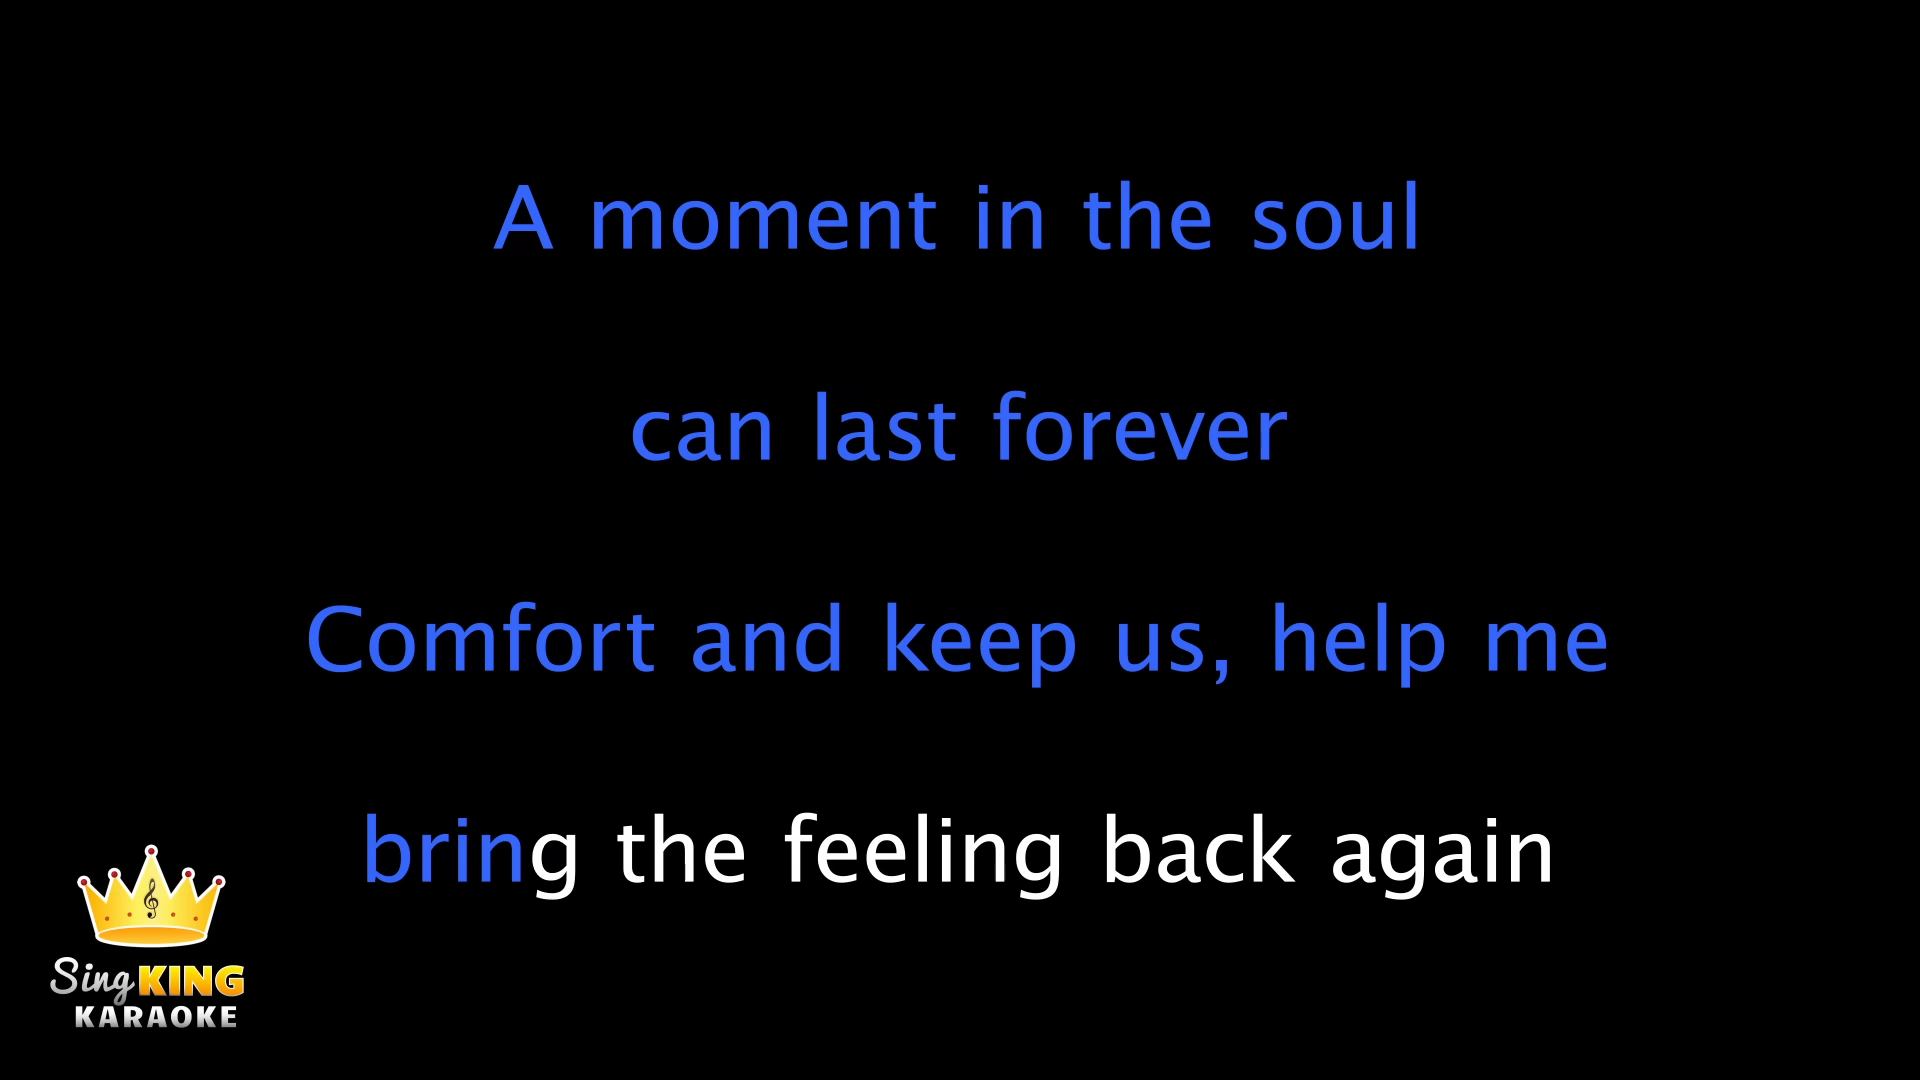 A moment in the soul
can last forever
Comfort and keep us, help me
bring the feeling back again
Sing KING
KARAOKE